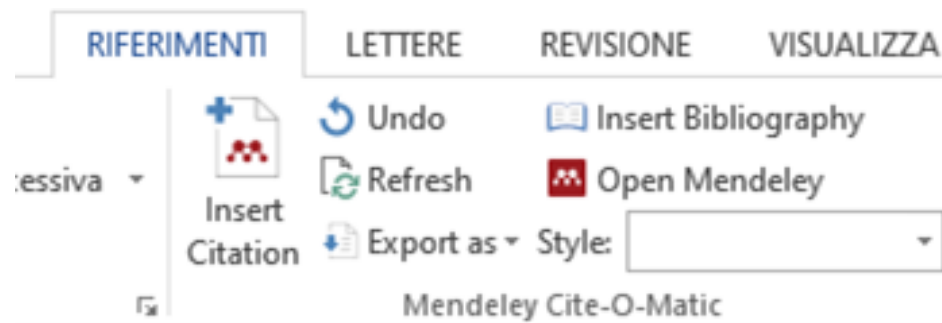 RIFERIMENTI LETTERE REVISIONE VISUALIZZA
Undo Insert Bibliography
essiva Refresh Open Mendeley
Insert
Citation Export as Style:
Mendeley Cite-O-Matic